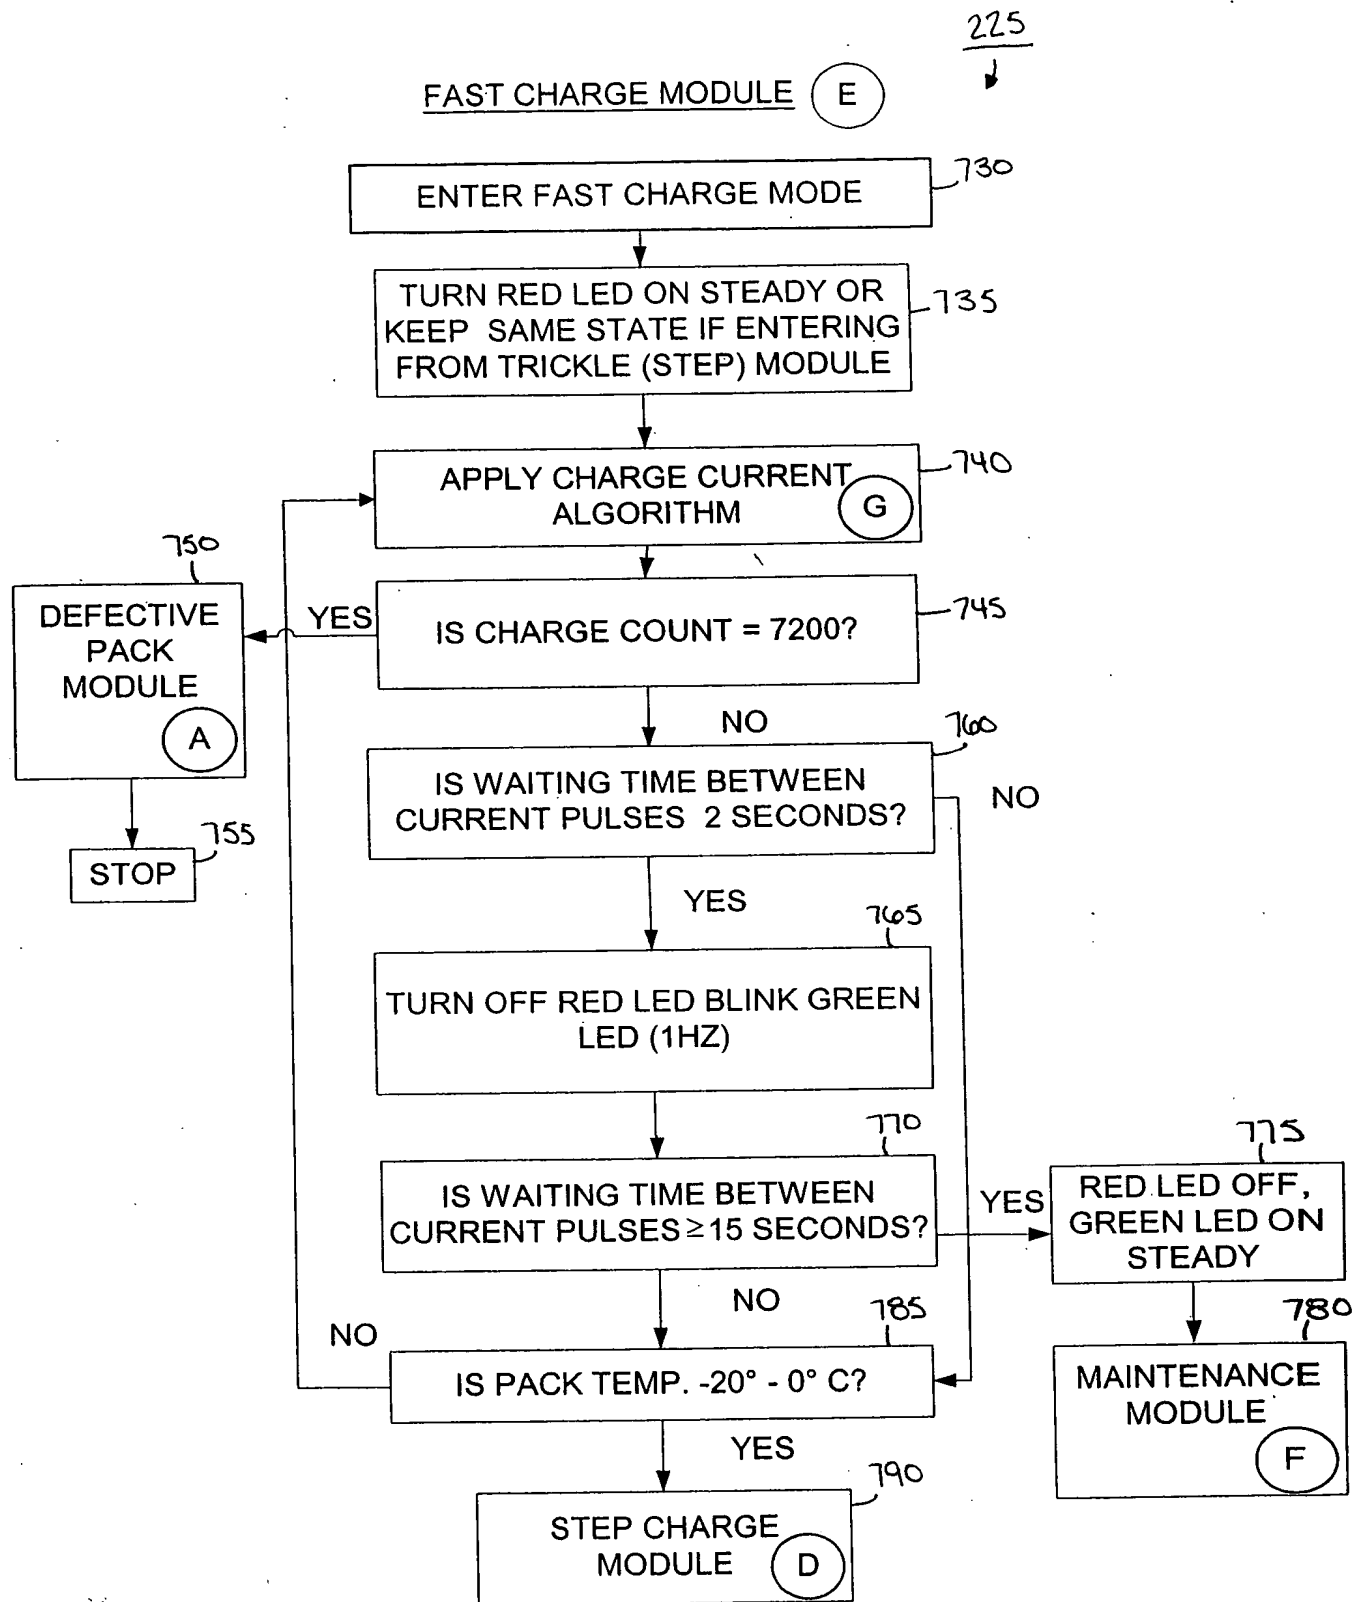 225
FAST CHARGE MODULE E
730
ENTER FAST CHARGE MODE
735
TURN RED LED ON STEADY OR
KEEP SAME STATE IF ENTERING
FROM TRICKLE (STEP) MODULE
740
APPLY CHARGE CURRENT
ALGORITHM
G
745
IS CHARGE COUNT = 7200?
YES
750
DEFECTIVE
PACK
MODULE
A
755
STOP
NO
760
IS WAITING TIME BETWEEN
CURRENT PULSES 2 SECONDS?
NO
YES
765
TURN OFF RED LED BLINK GREEN
LED (1HZ)
770
IS WAITING TIME BETWEEN
CURRENT PULSES ≥ 15 SECONDS?
YES
775
RED LED OFF,
GREEN LED ON
STEADY
780
MAINTENANCE
MODULE
F
NO
785
IS PACK TEMP. -20° - 0° C?
NO
YES
790
STEP CHARGE
MODULE
D